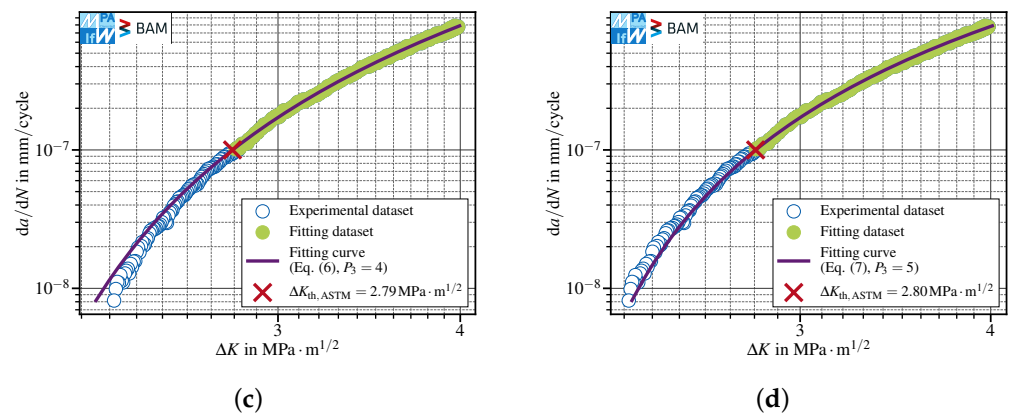 MPA
IfW
BAM
da/dN in mm/cycle
10⁻⁷
10⁻⁸
Experimental dataset
Fitting dataset
Fitting curve
(Eq. (6), P₃ = 4)
ΔK_th,ASTM = 2.79 MPa · m^1/2
3
4
ΔK in MPa · m^1/2
(c)
MPA
IfW
BAM
da/dN in mm/cycle
10⁻⁷
10⁻⁸
Experimental dataset
Fitting dataset
Fitting curve
(Eq. (7), P₃ = 5)
ΔK_th,ASTM = 2.80 MPa · m^1/2
3
4
ΔK in MPa · m^1/2
(d)